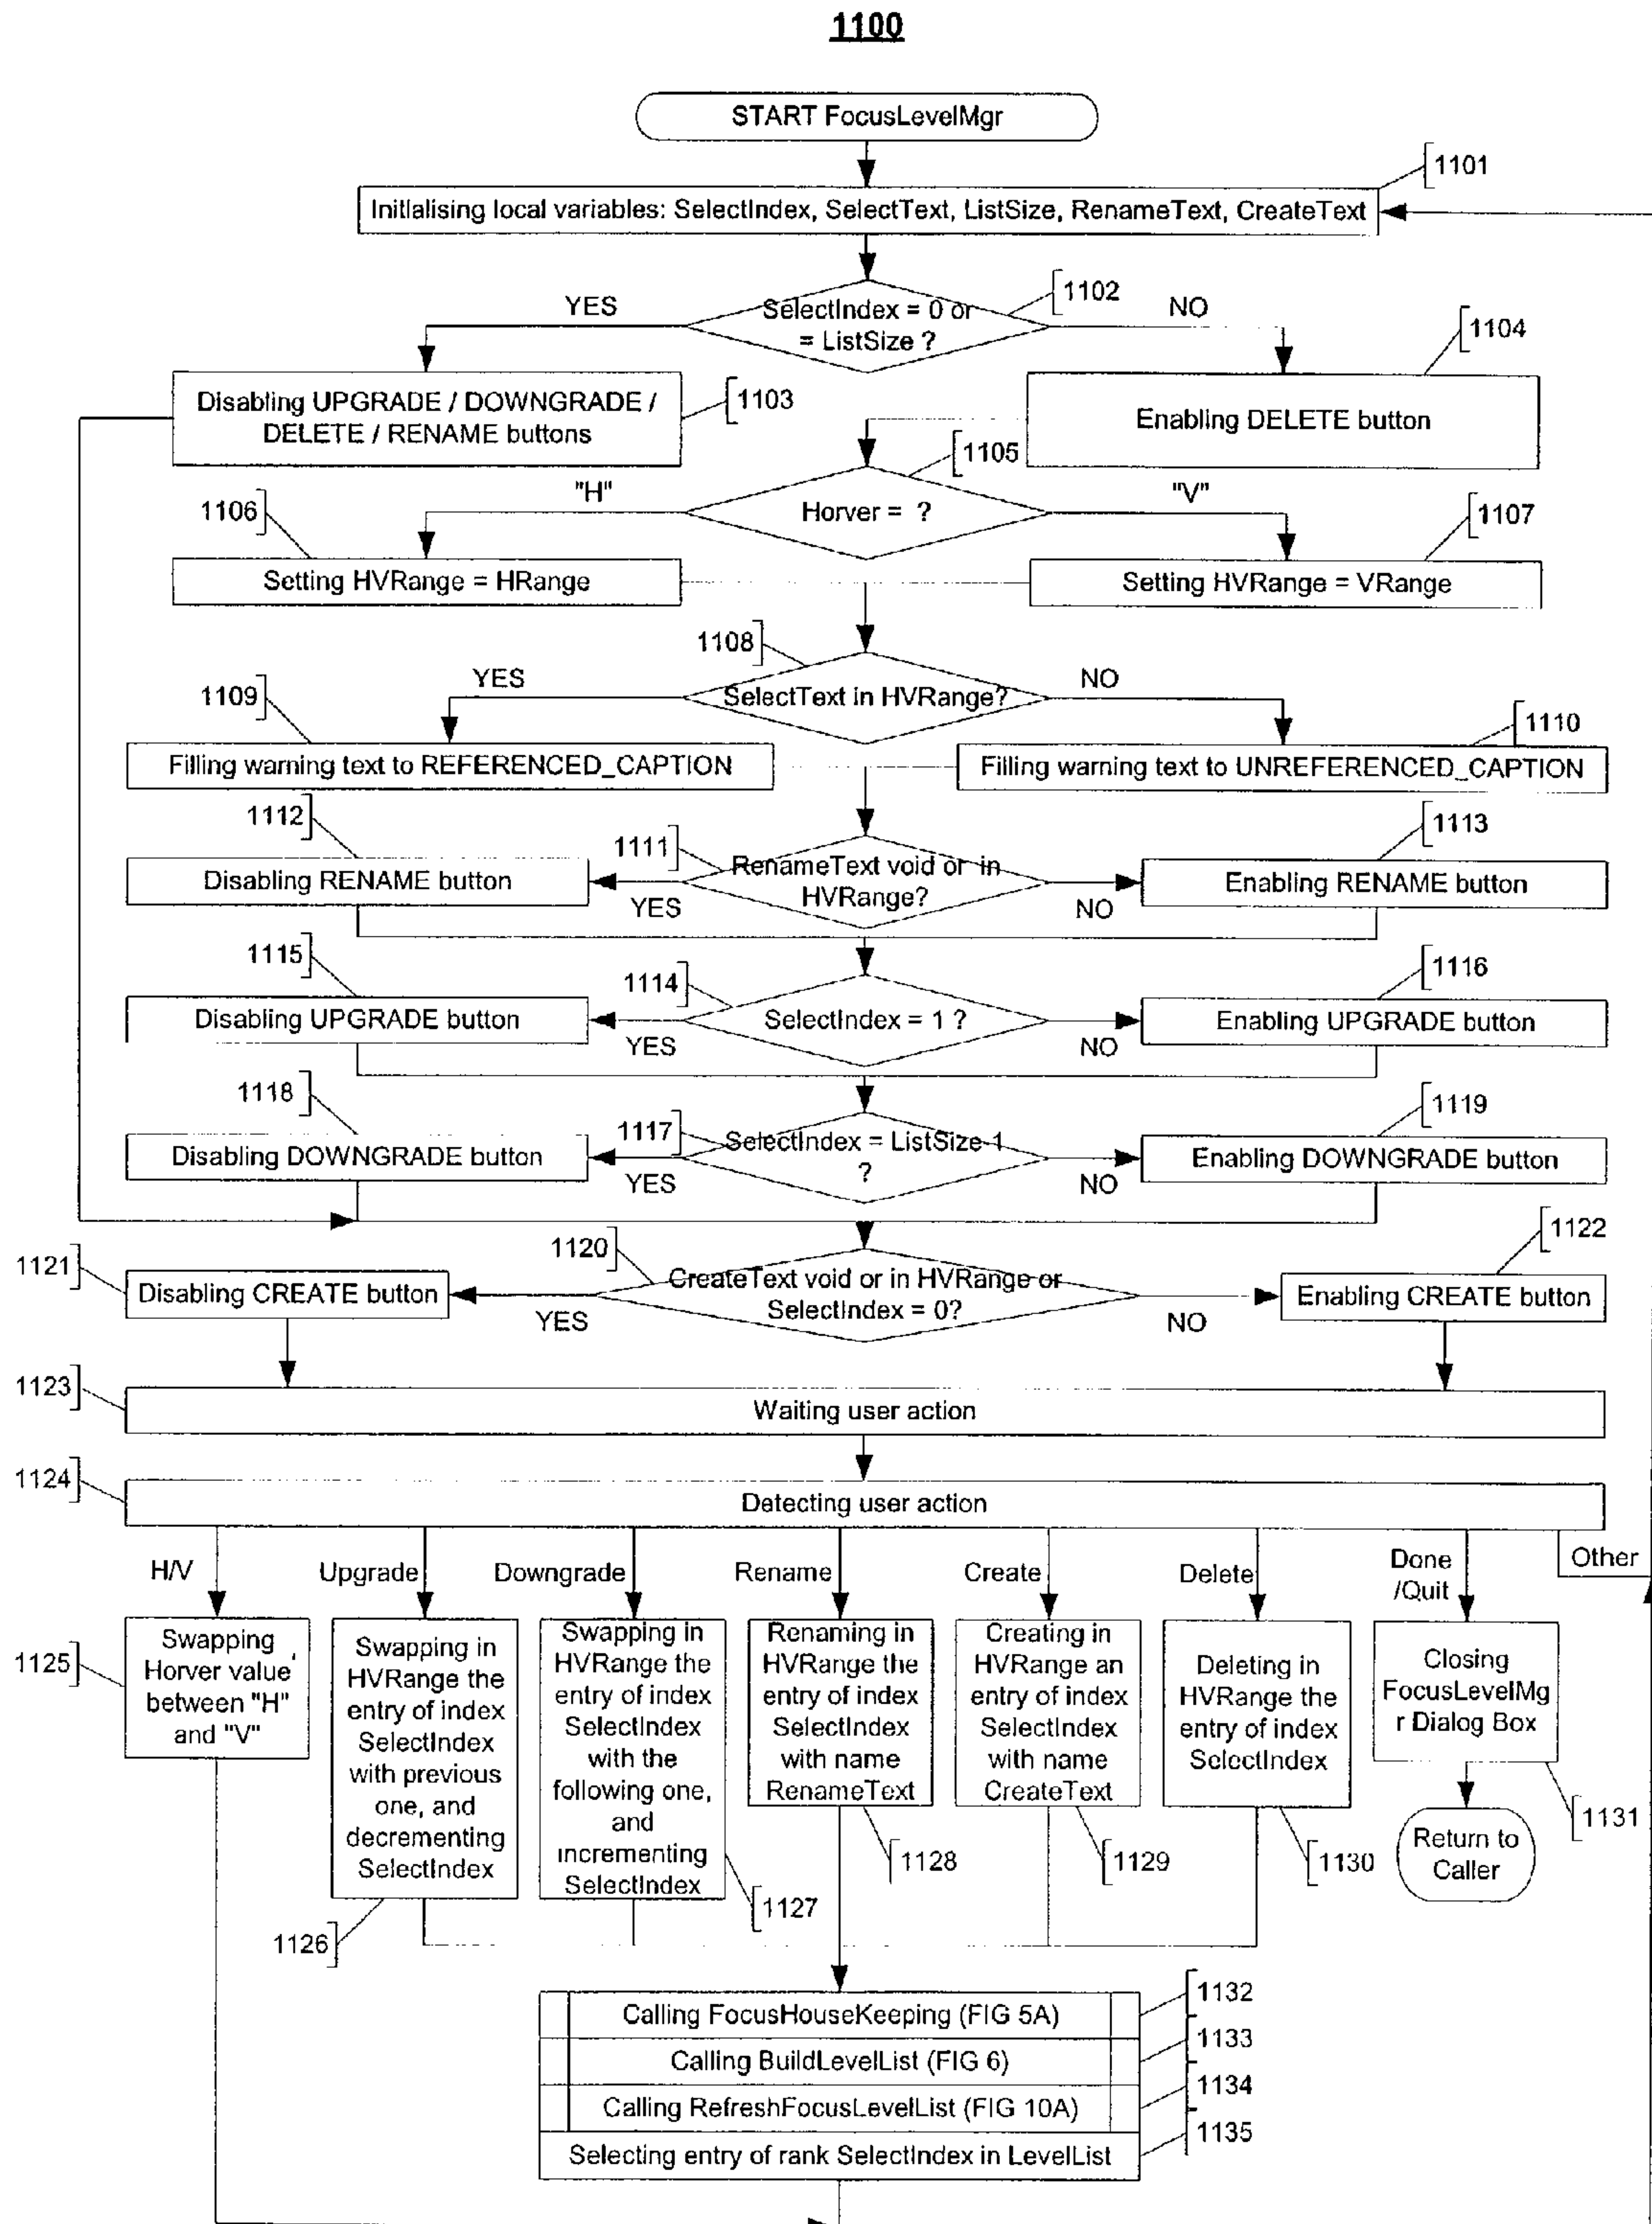 1100
START FocusLevelMgr
1101
Initialising local variables: SelectIndex, SelectText, ListSize, RenameText, CreateText
1102
YES
SelectIndex = 0 or
= ListSize ?
NO
1104
Disabling UPGRADE / DOWNGRADE /
DELETE / RENAME buttons
1103
Enabling DELETE button
1105
"H"
Horver = ?
"V"
1106
1107
Setting HVRange = HRange
Setting HVRange = VRange
1108
YES
SelectText in HVRange?
NO
1109
1110
Filling warning text to REFERENCED_CAPTION
Filling warning text to UNREFERENCED_CAPTION
1112
1111
1113
RenameText void or in
HVRange?
Disabling RENAME button
Enabling RENAME button
YES
NO
1115
1114
1116
Disabling UPGRADE button
SelectIndex = 1 ?
Enabling UPGRADE button
YES
NO
1118
1117
1119
SelectIndex = ListSize-1
?
Disabling DOWNGRADE button
Enabling DOWNGRADE button
YES
NO
1120
1122
1121
CreateText void or in HVRange or
SelectIndex = 0?
Disabling CREATE button
Enabling CREATE button
YES
NO
1123
Waiting user action
1124
Detecting user action
H/V
Upgrade
Downgrade
Rename
Create
Delete
Done
/Quit
Other
1125
Swapping
Horver value
between "H"
and "V"
Swapping in
HVRange the
entry of index
SelectIndex
with previous
one, and
decrementing
SelectIndex
Swapping in
HVRange the
entry of index
SelectIndex
with the
following one,
and
incrementing
SelectIndex
Renaming in
HVRange the
entry of index
SelectIndex
with name
RenameText
Creating in
HVRange an
entry of index
SelectIndex
with name
CreateText
Deleting in
HVRange the
entry of index
SelectIndex
Closing
FocusLevelMg
r Dialog Box
1131
Return to
Caller
1128
1129
1130
1127
1126
Calling FocusHouseKeeping (FIG 5A)
1132
Calling BuildLevelList (FIG 6)
1133
Calling RefreshFocusLevelList (FIG 10A)
1134
Selecting entry of rank SelectIndex in LevelList
1135